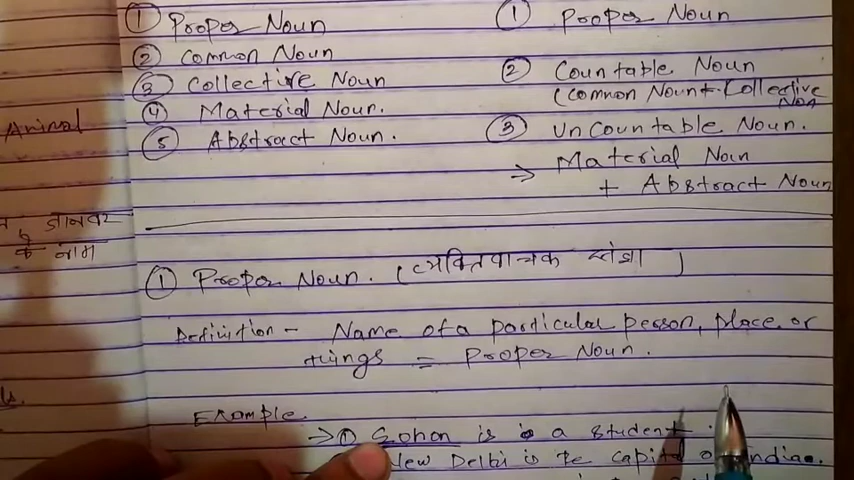 ① Proper Noun
② Common Noun
③ Collective Noun
④ Material Noun.
⑤ Abstract Noun.
① Proper Noun
② Countable Noun
(Common Noun + Collective
Noun
③ Uncountable Noun.
→ Material Noun
+ Abstract Noun
Animal
जानवर
के नाम
① Proper Noun. (व्यक्तिवाचक संज्ञा)
Definition - Name of a particular person, place or
things = Proper Noun.
Example.
→ ① Sohan is a student.
New Delhi is the capital of Indian.